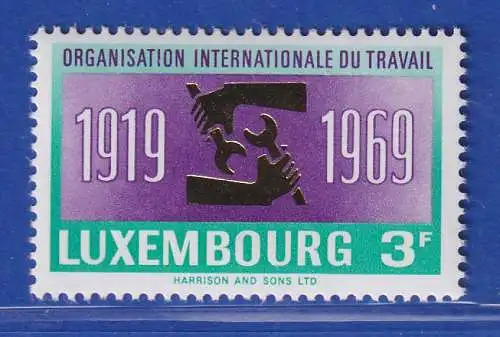 ORGANISATION INTERNATIONALE DU TRAVAIL
1919 1969
LUXEMBOURG 3F
HARRISON AND SONS LTD